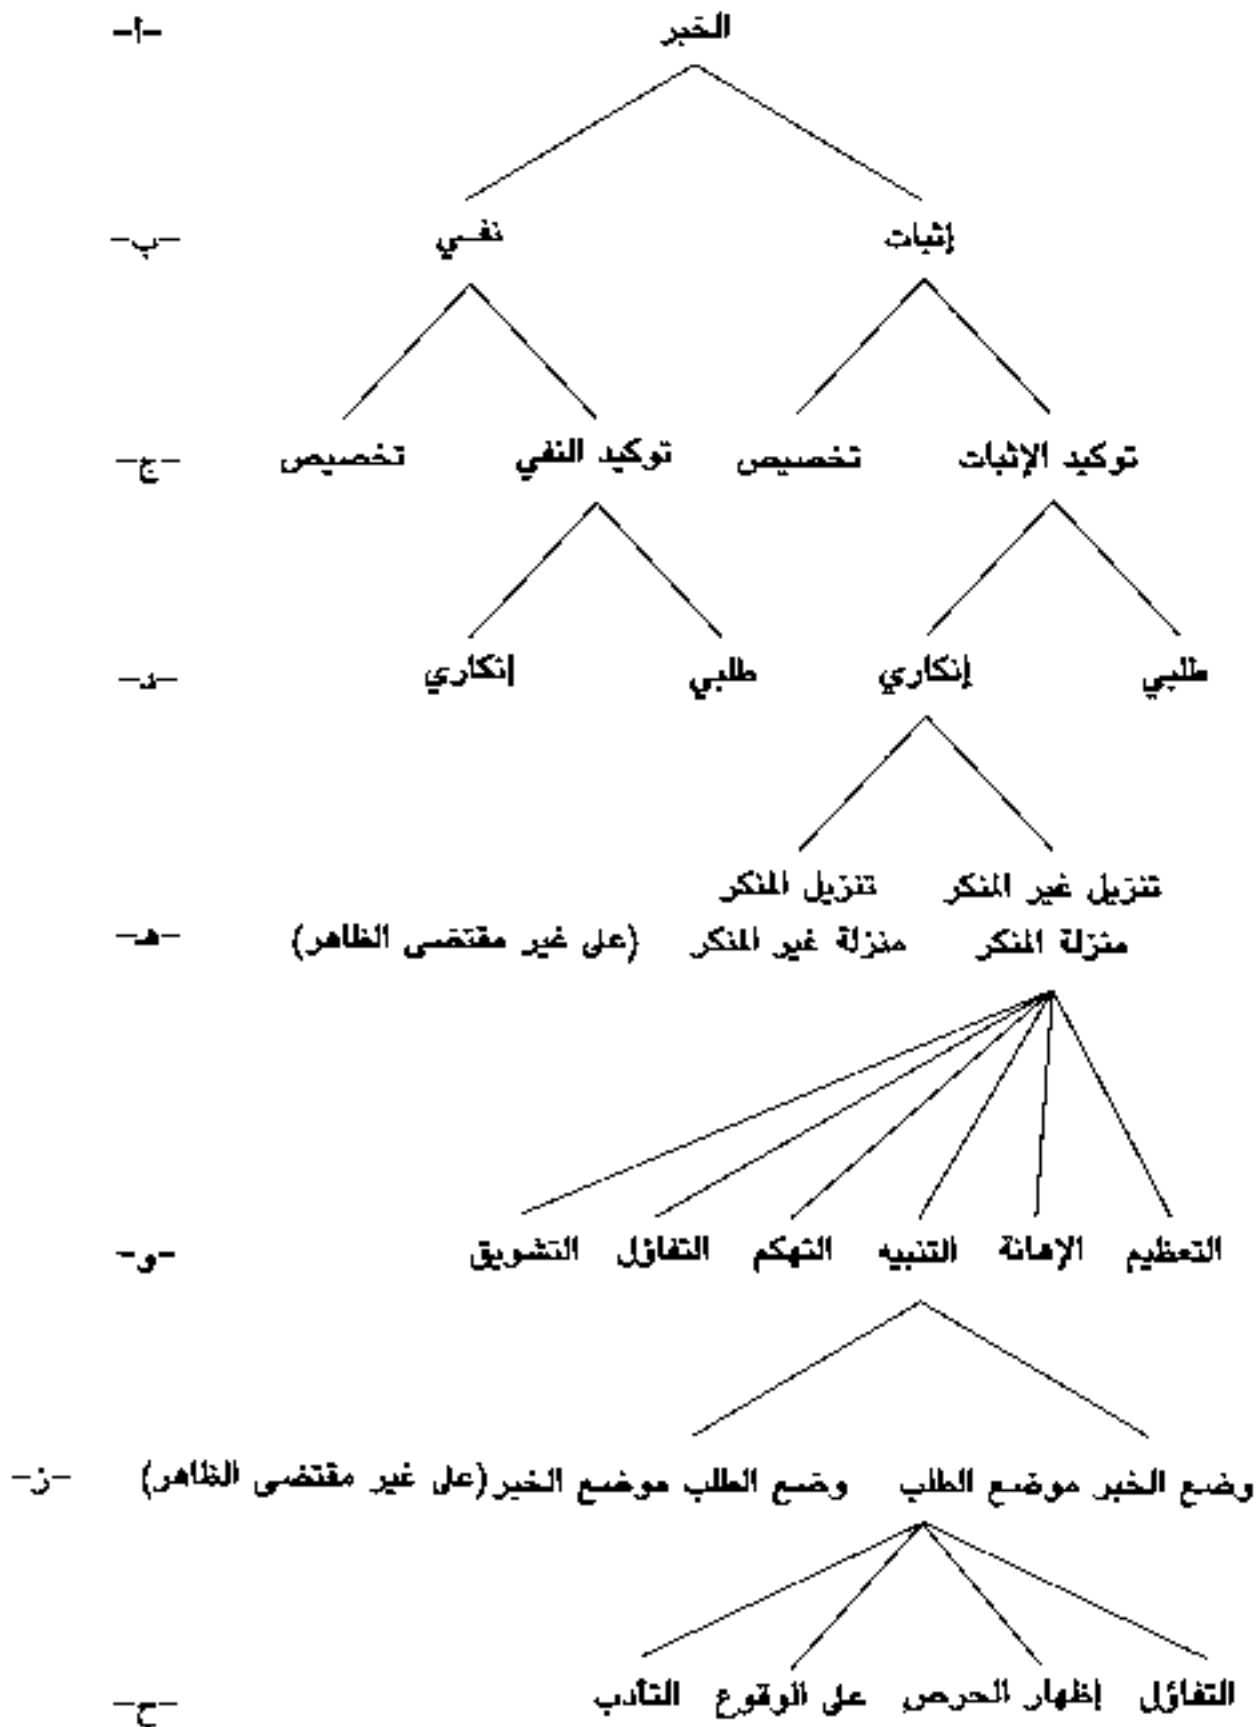 الخبر -أ-
إثبات نفي -ب-
توكيد الإثبات تخصيص توكيد النفي تخصيص -ج-
طلبي إنكاري طلبي إنكاري -د-
تنزيل غير المنكر تنزيل المنكر
منزلة المنكر منزلة غير المنكر (على غير مقتضى الظاهر) -هـ-
التعظيم الإهانة التنبيه التهكم التفاؤل التشويق -و-
وضع الخبر موضع الطلب وضع الطلب موضع الخبر (على غير مقتضى الظاهر) -ز-
التفاؤل إظهار الحرص على الوقوع التأدب -ح-